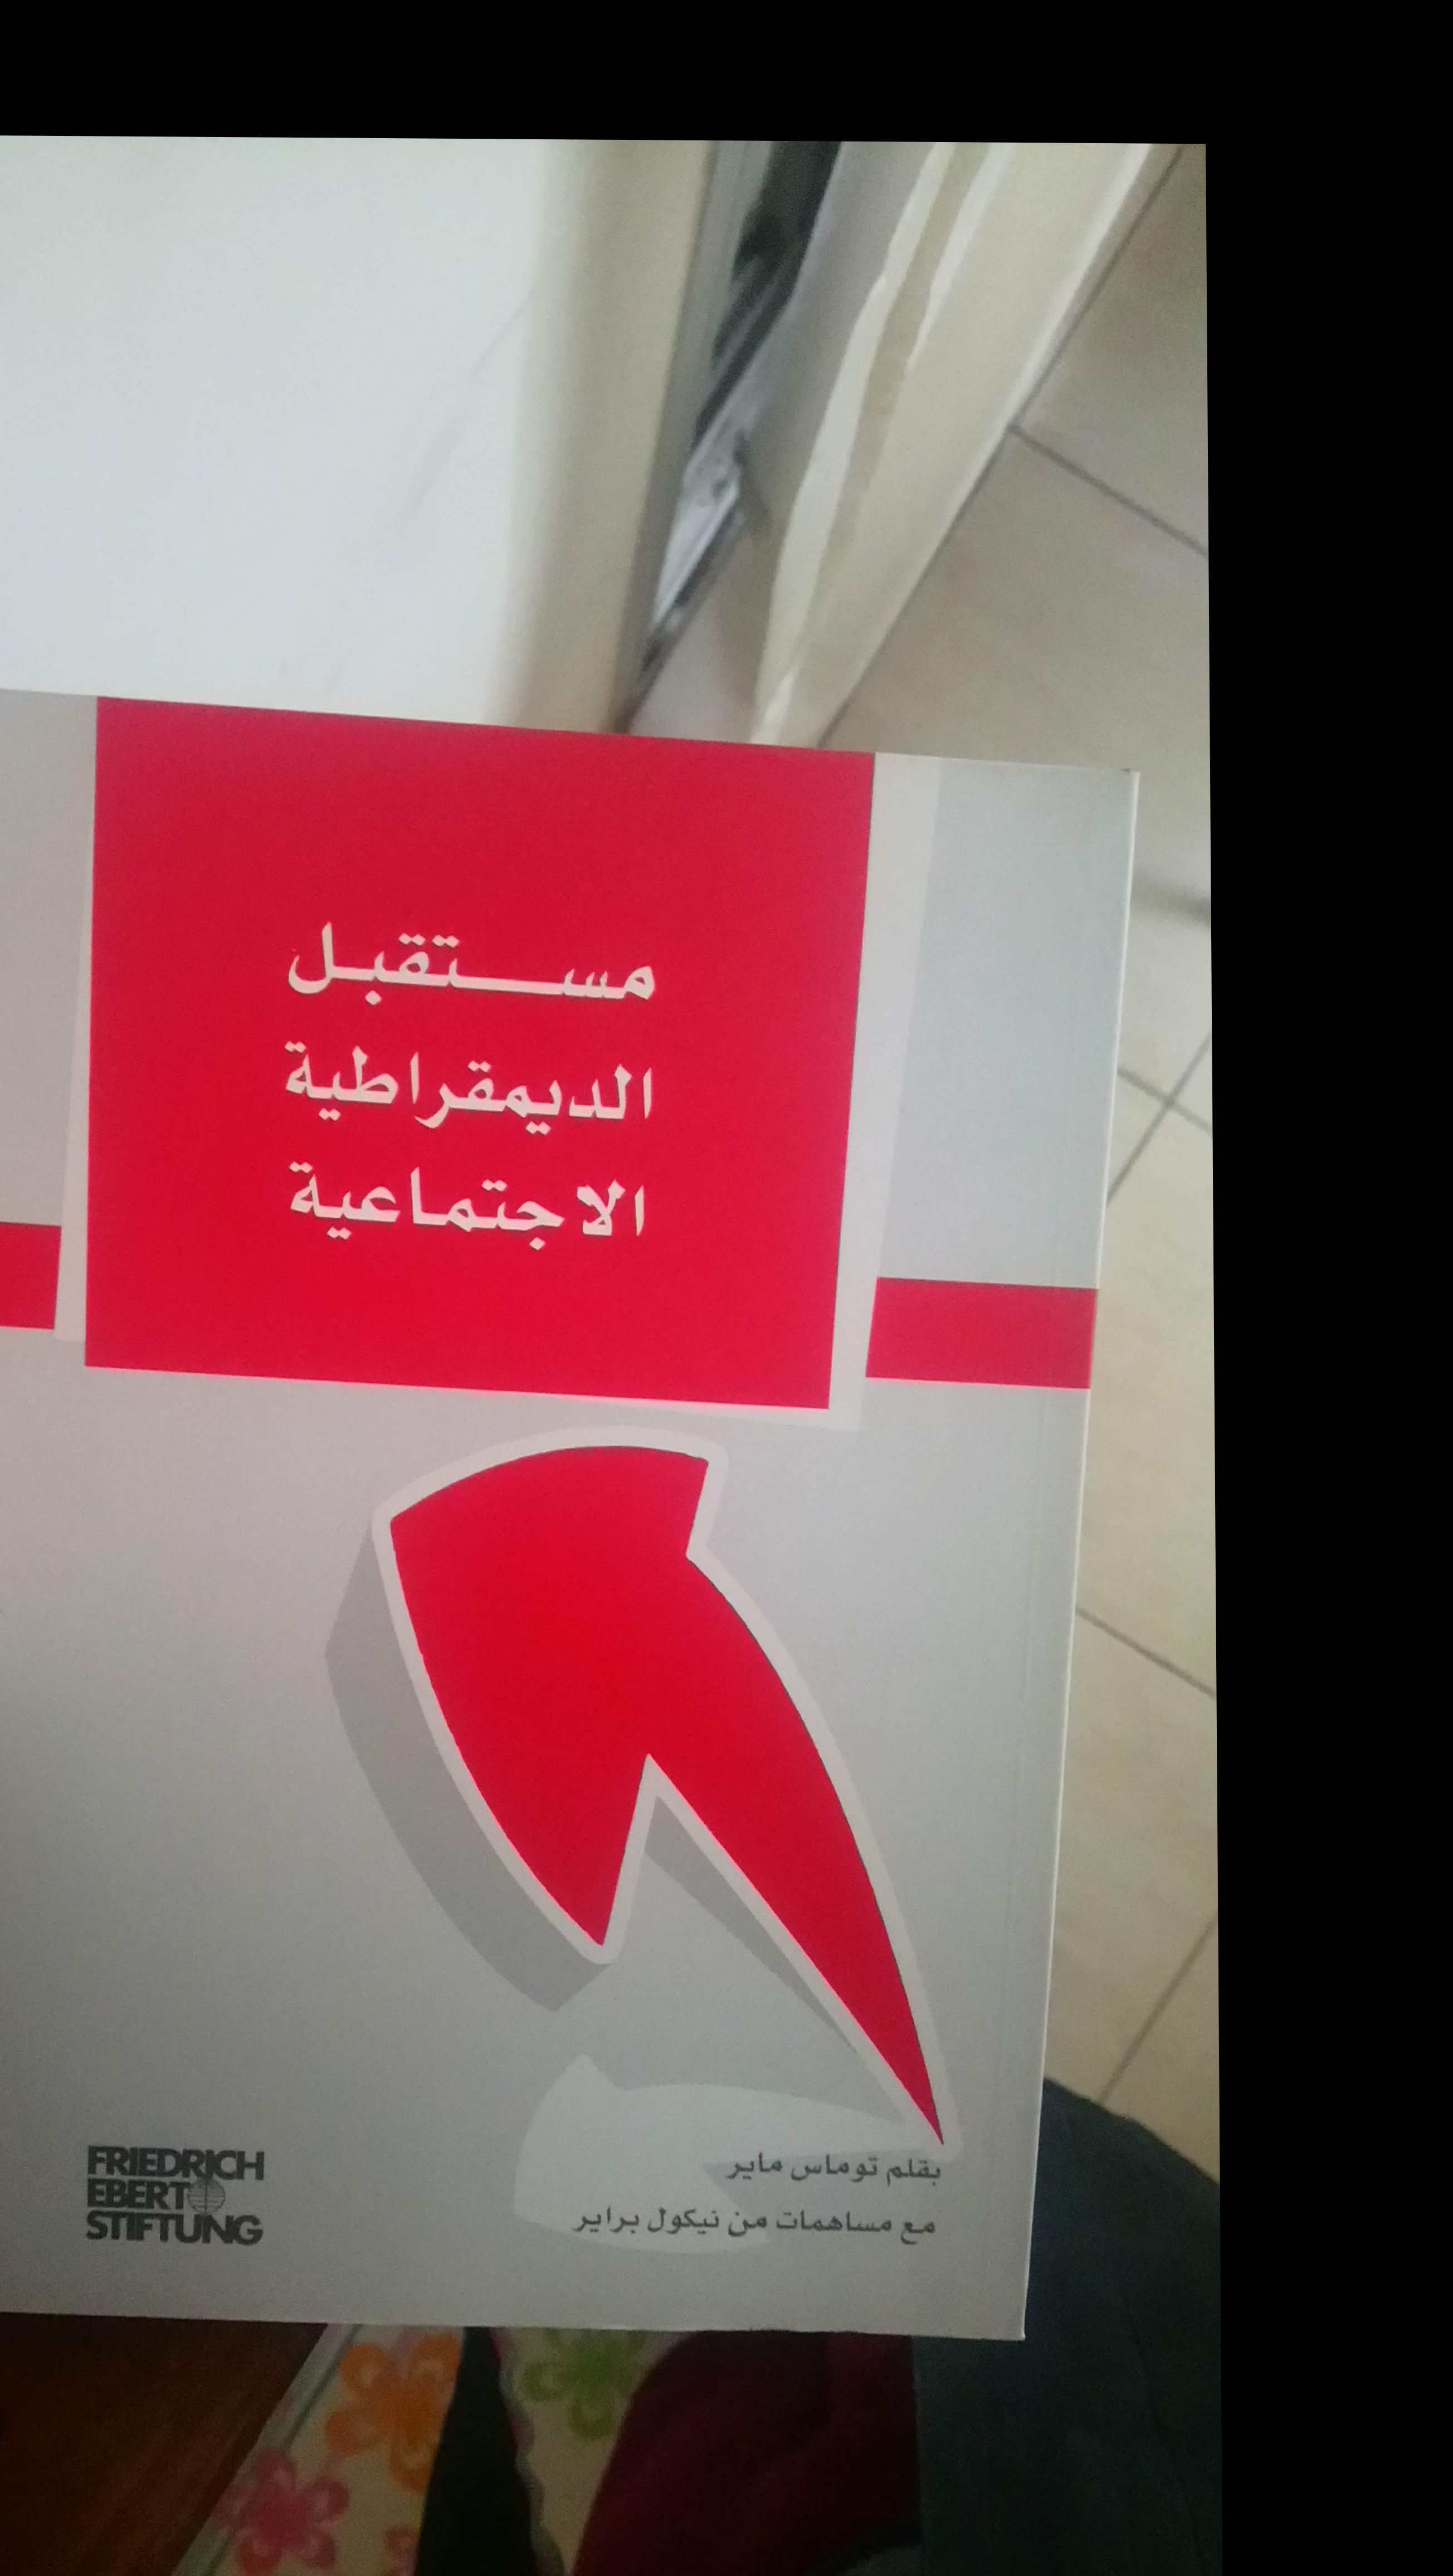 مستقبل
الديمقراطية
الاجتماعية
بقلم توماس ماير
مع مساهمات من نيكول براير
FRIEDRICH
EBERT
STIFTUNG